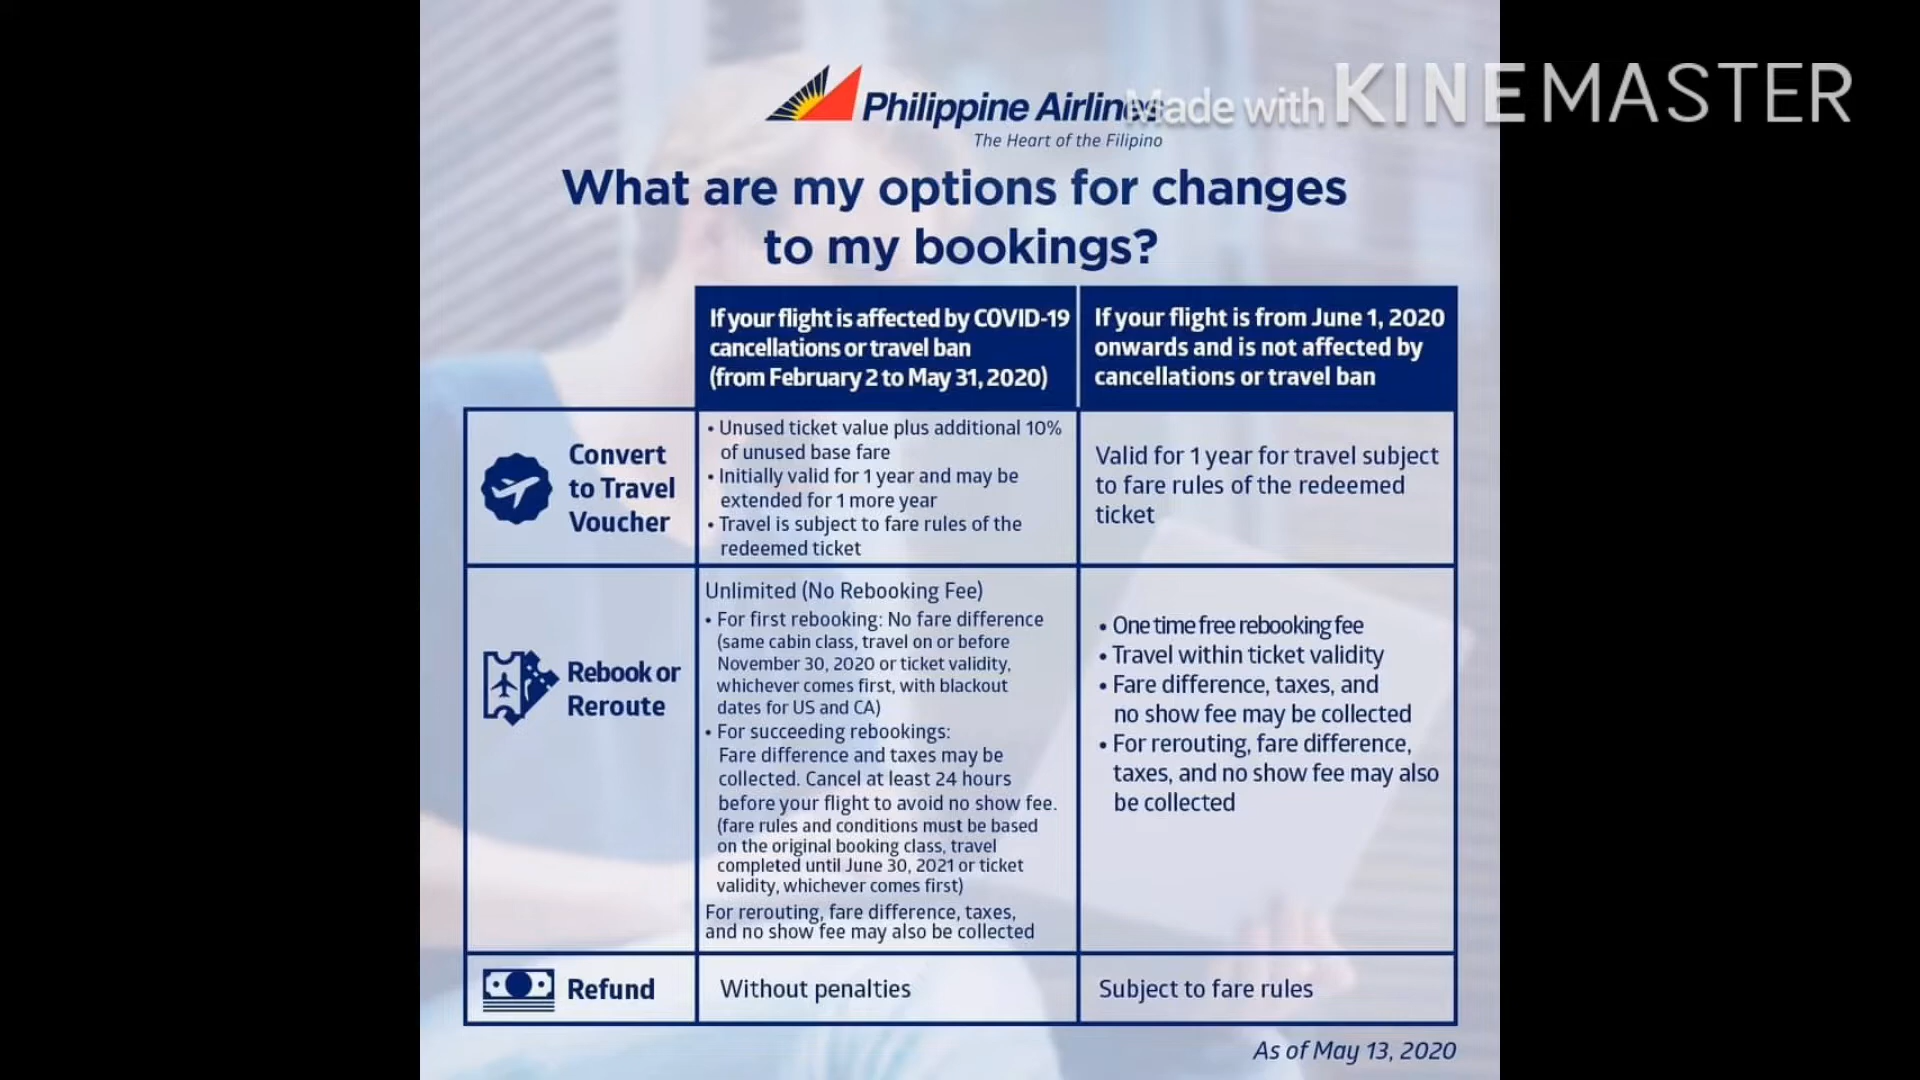 Philippine Airlines
Made with KINEMASTER
The Heart of the Filipino
What are my options for changes
to my bookings?
If your flight is affected by COVID-19
cancellations or travel ban
(from February 2 to May 31, 2020)
If your flight is from June 1, 2020
onwards and is not affected by
cancellations or travel ban
Convert
to Travel
Voucher
• Unused ticket value plus additional 10%
of unused base fare
• Initially valid for 1 year and may be
extended for 1 more year
• Travel is subject to fare rules of the
redeemed ticket
Valid for 1 year for travel subject
to fare rules of the redeemed
ticket
Rebook or
Reroute
Unlimited (No Rebooking Fee)
• For first rebooking: No fare difference
(same cabin class, travel on or before
November 30, 2020 or ticket validity,
whichever comes first, with blackout
dates for US and CA)
• For succeeding rebookings:
Fare difference and taxes may be
collected. Cancel at least 24 hours
before your flight to avoid no show fee.
(fare rules and conditions must be based
on the original booking class, travel
completed until June 30, 2021 or ticket
validity, whichever comes first)
For rerouting, fare difference, taxes,
and no show fee may also be collected
• One time free rebooking fee
• Travel within ticket validity
• Fare difference, taxes, and
no show fee may be collected
• For rerouting, fare difference,
taxes, and no show fee may also
be collected
Refund
Without penalties
Subject to fare rules
As of May 13, 2020